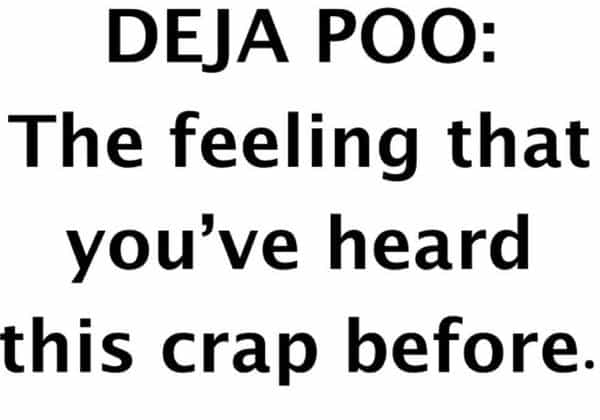 DEJA POO:
The feeling that
you’ve heard
this crap before.